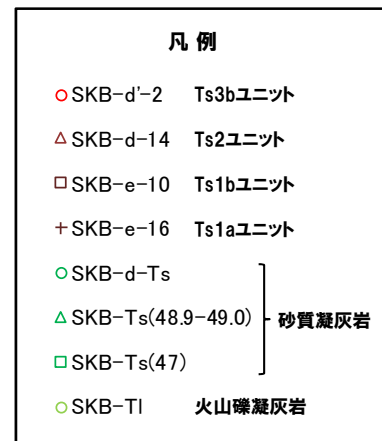 凡 例
SKB-d'-2 Ts3bユニット
SKB-d-14 Ts2ユニット
SKB-e-10 Ts1bユニット
SKB-e-16 Ts1aユニット
SKB-d-Ts
SKB-Ts(48.9-49.0) 砂質凝灰岩
SKB-Ts(47)
SKB-Tl 火山礫凝灰岩